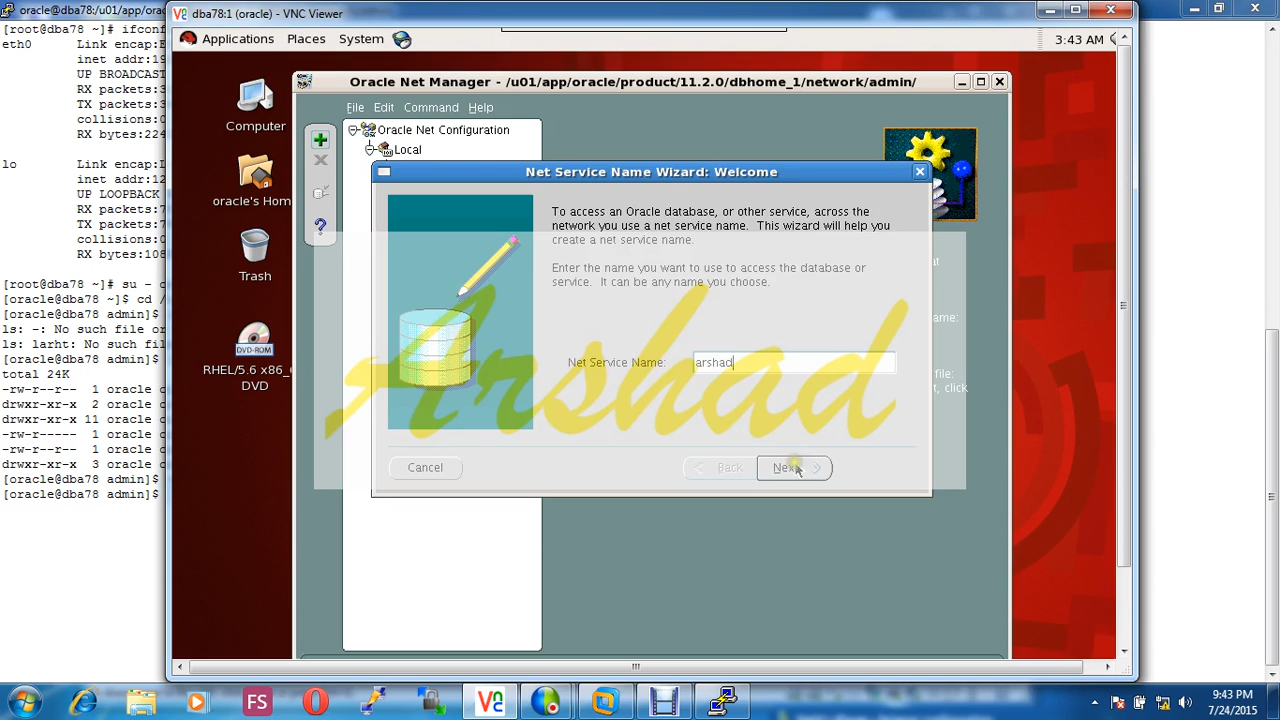 oracle@dba78:/u01/app/orac
dba78:1 (oracle) - VNC Viewer
[root@dba78 ~]# ifconf
eth0 Link encap:E
inet addr:19
UP BROADCAST
RX packets:3
TX packets:3
collisions:0
RX bytes:224
lo Link encap:L
inet addr:12
UP LOOPBACK
RX packets:7
TX packets:7
collisions:0
RX bytes:108
[root@dba78 ~]# su - o
[oracle@dba78 ~]$ cd /
ls: -: No such file or
ls: larht: No such fil
[oracle@dba78 admin]$
total 24K
-rw-r--r-- 1 oracle o
drwxr-xr-x 2 oracle o
drwxr-xr-x 11 oracle o
-rw-r----- 1 oracle o
-rw-r--r-- 1 oracle o
drwxr-xr-x 3 oracle o
[oracle@dba78 admin]$
[oracle@dba78 admin]$
Applications Places System
3:43 AM
Computer
oracle's Hom
Trash
DVD-ROM
RHEL/5.6 x86_
DVD
Oracle Net Manager - /u01/app/oracle/product/11.2.0/dbhome_1/network/admin/
File Edit Command Help
Oracle Net Configuration
Local
Net Service Name Wizard: Welcome
To access an Oracle database, or other service, across the
network you use a net service name. This wizard will help you
create a net service name.
Enter the name you want to use to access the database or
service. It can be any name you choose.
Net Service Name: arshad
ame:
file:
t, click
Arshad
Cancel
Back
Next
FS
9:43 PM
7/24/2015